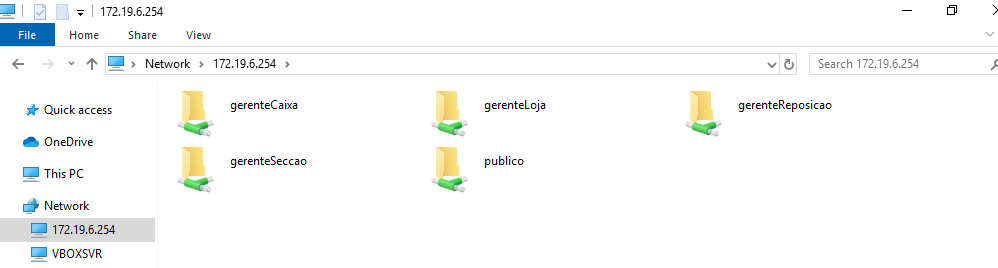 172.19.6.254
File Home Share View
Network 172.19.6.254 Search 172.19.6.254
Quick access
OneDrive
This PC
Network
172.19.6.254
VBOXSVR
gerenteCaixa gerenteLoja gerenteReposicao
gerenteSeccao publico